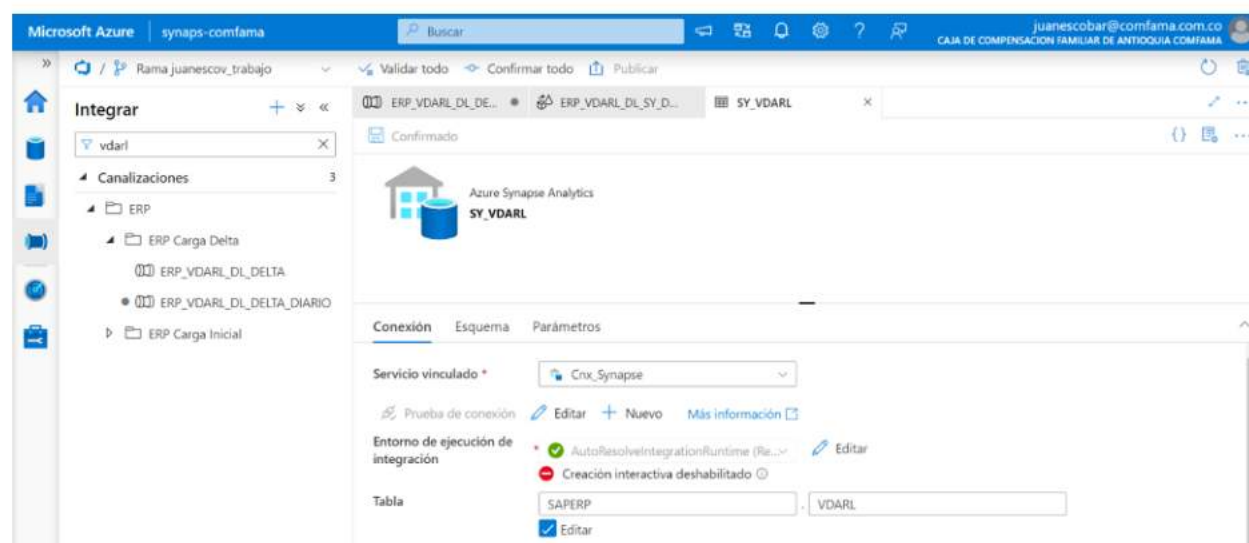 Microsoft Azure | synaps-comfama
Buscar
juanescobar@comfama.com.co
CAJA DE COMPENSACION FAMILIAR DE ANTIOQUIA COMFAMA
» / Rama juanescov_trabajo
Validar todo Confirmar todo Publicar
Integrar + «
ERP_VDARL_DL_DE... ● ERP_VDARL_DL_SY_D... SY_VDARL ×
vdarl ×
Confirmado {} ...
Canalizaciones 3
Azure Synapse Analytics
SY_VDARL
ERP
ERP Carga Delta
ERP_VDARL_DL_DELTA
ERP_VDARL_DL_DELTA_DIARIO
ERP Carga Inicial
Conexión Esquema Parámetros
Servicio vinculado * Cnx_Synapse
Prueba de conexión Editar + Nuevo Más información
Entorno de ejecución de
integración
* AutoResolveIntegrationRuntime (Re... Editar
Creación interactiva deshabilitado
Tabla SAPERP . VDARL
Editar